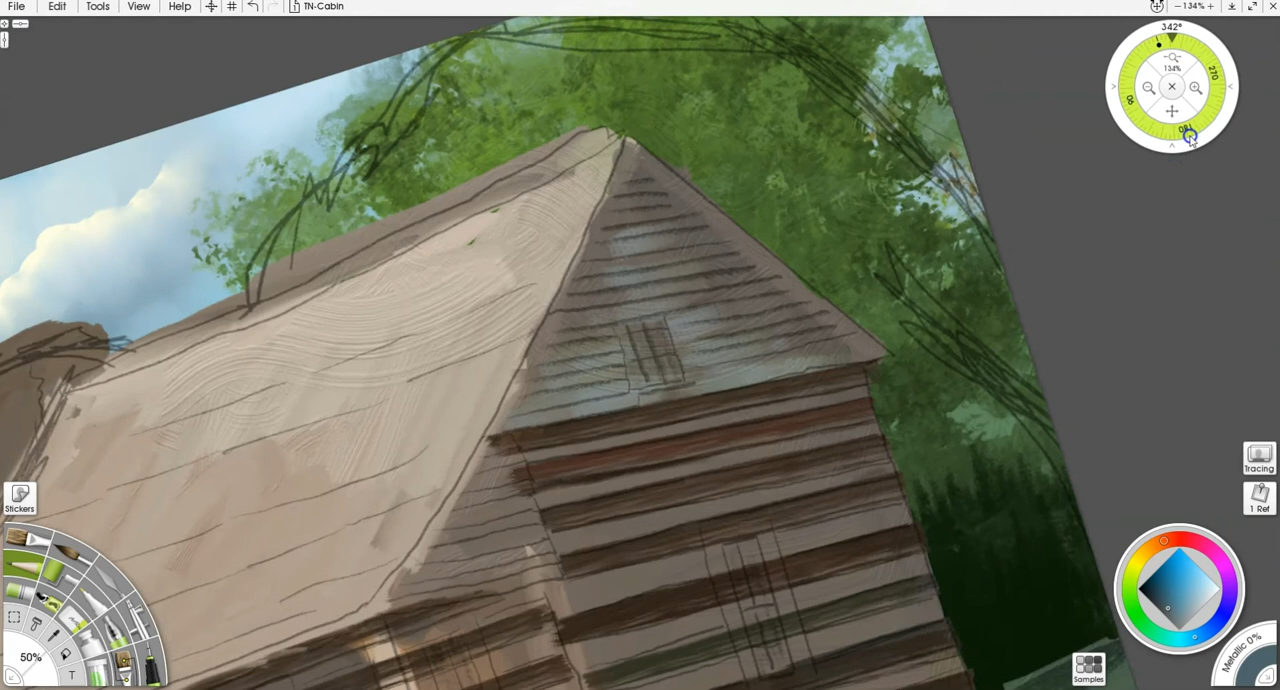 File Edit Tools View Help TN-Cabin
134%
342°
134%
270
90
180
Stickers
Tracing
1 Ref
50%
T
Samples
Metallic 0%